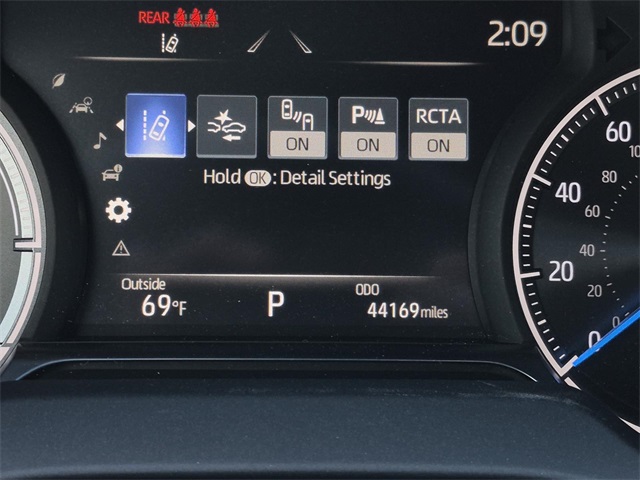 REAR
2:09
P RCTA
ON ON ON
Hold OK : Detail Settings
Outside
69°F
P
ODO
44169 miles
60
40
20
0
100
80
60
40
20
0